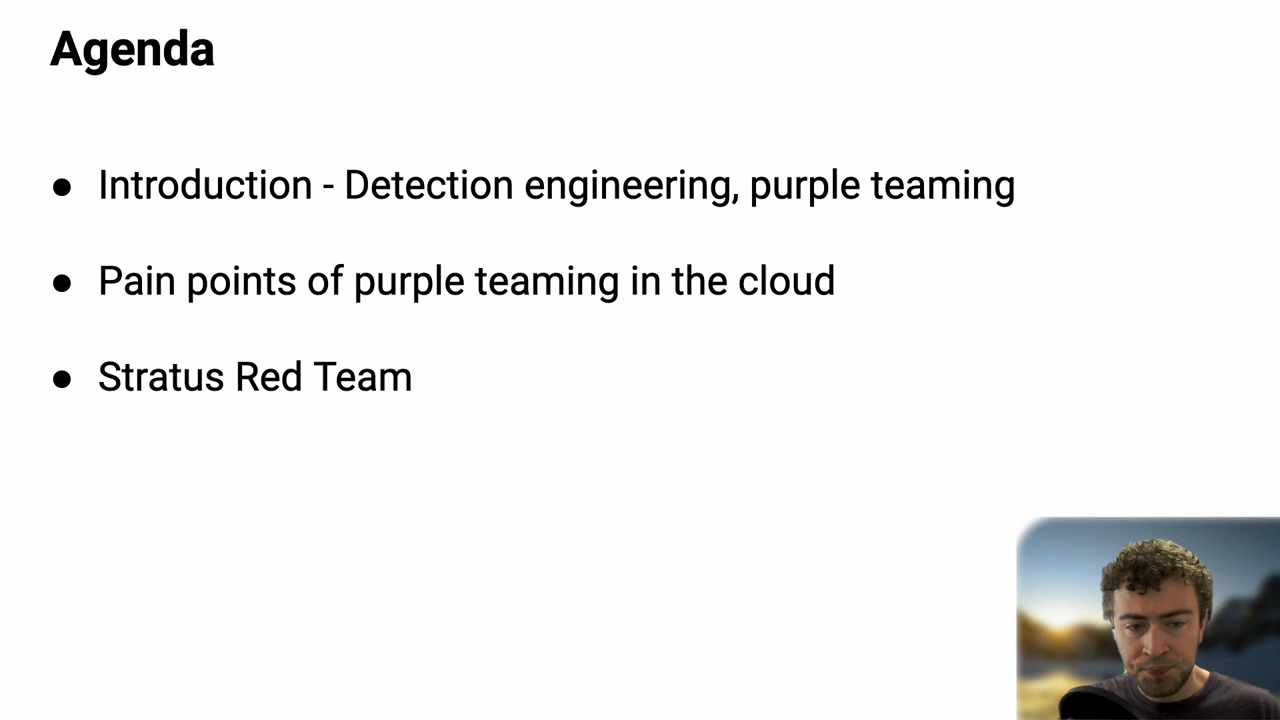 Agenda
● Introduction - Detection engineering, purple teaming
● Pain points of purple teaming in the cloud
● Stratus Red Team